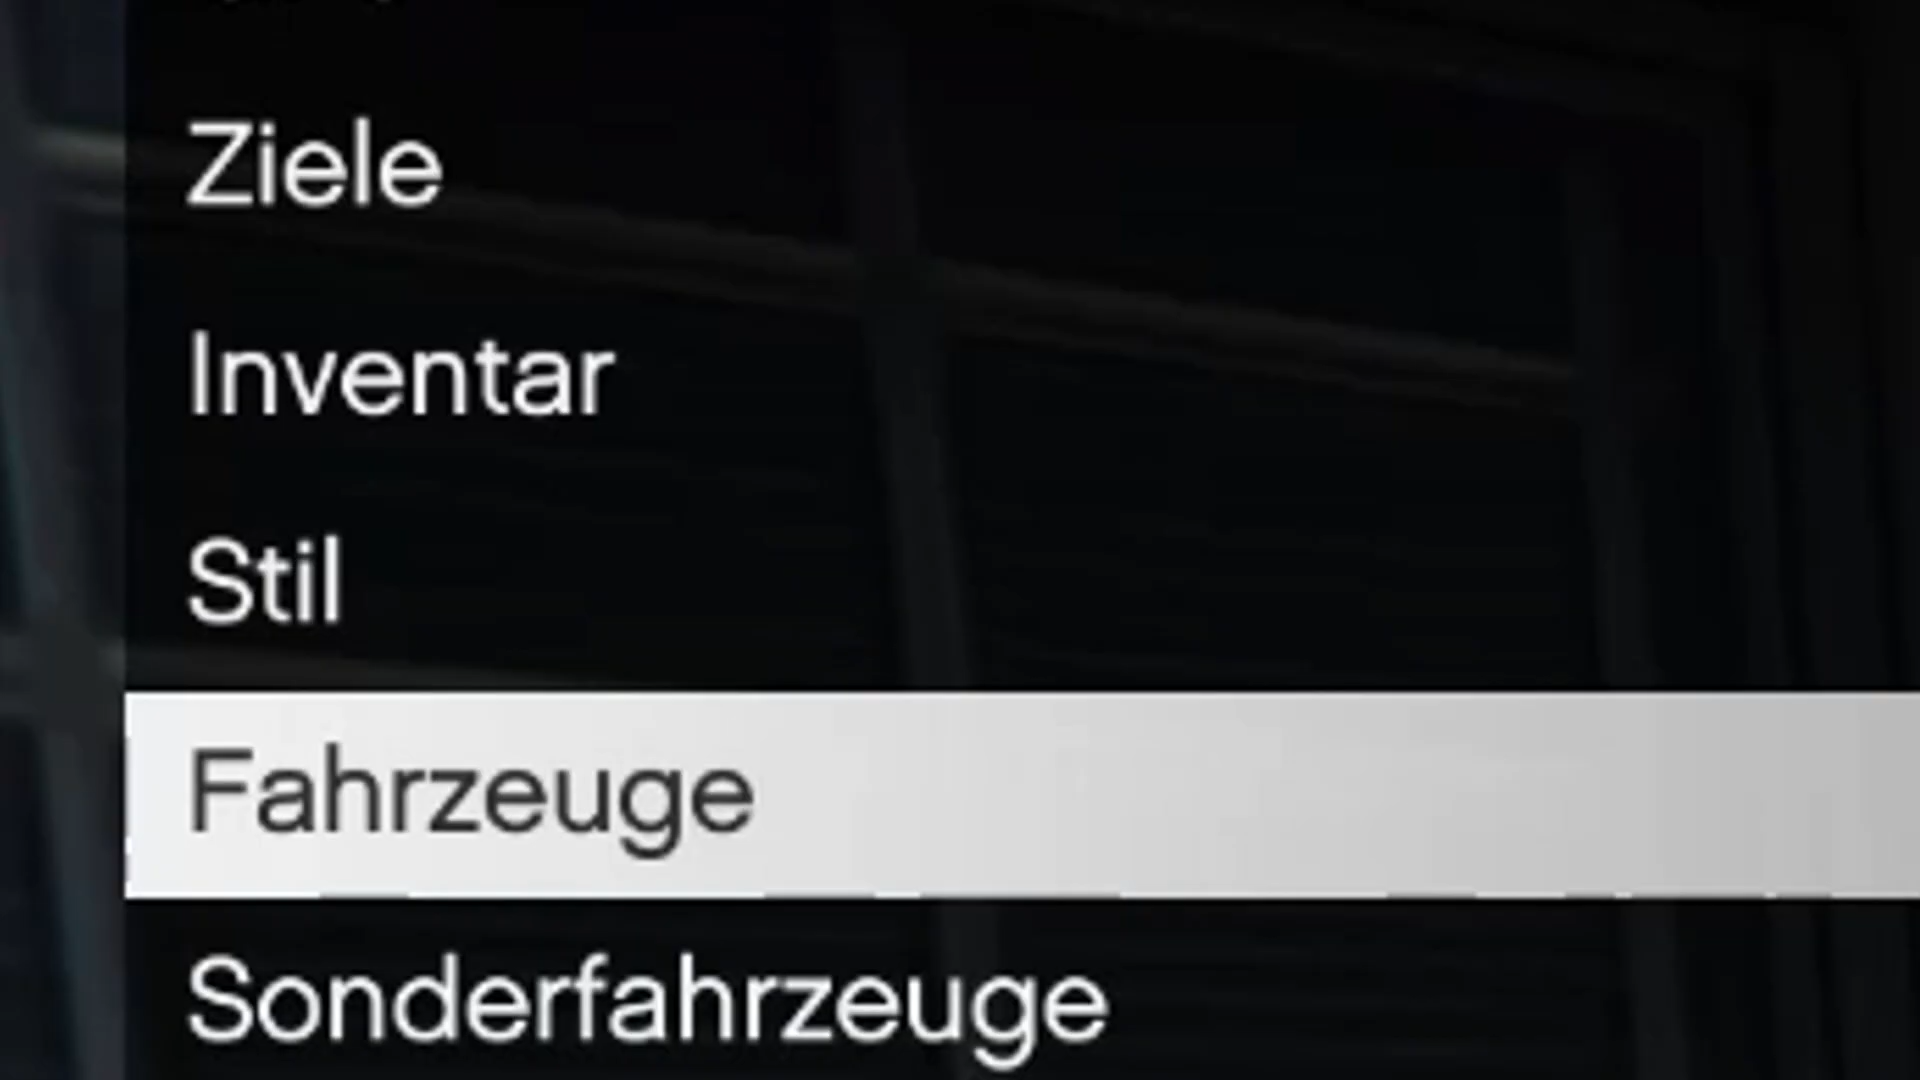 Ziele
Inventar
Stil
Fahrzeuge
Sonderfahrzeuge